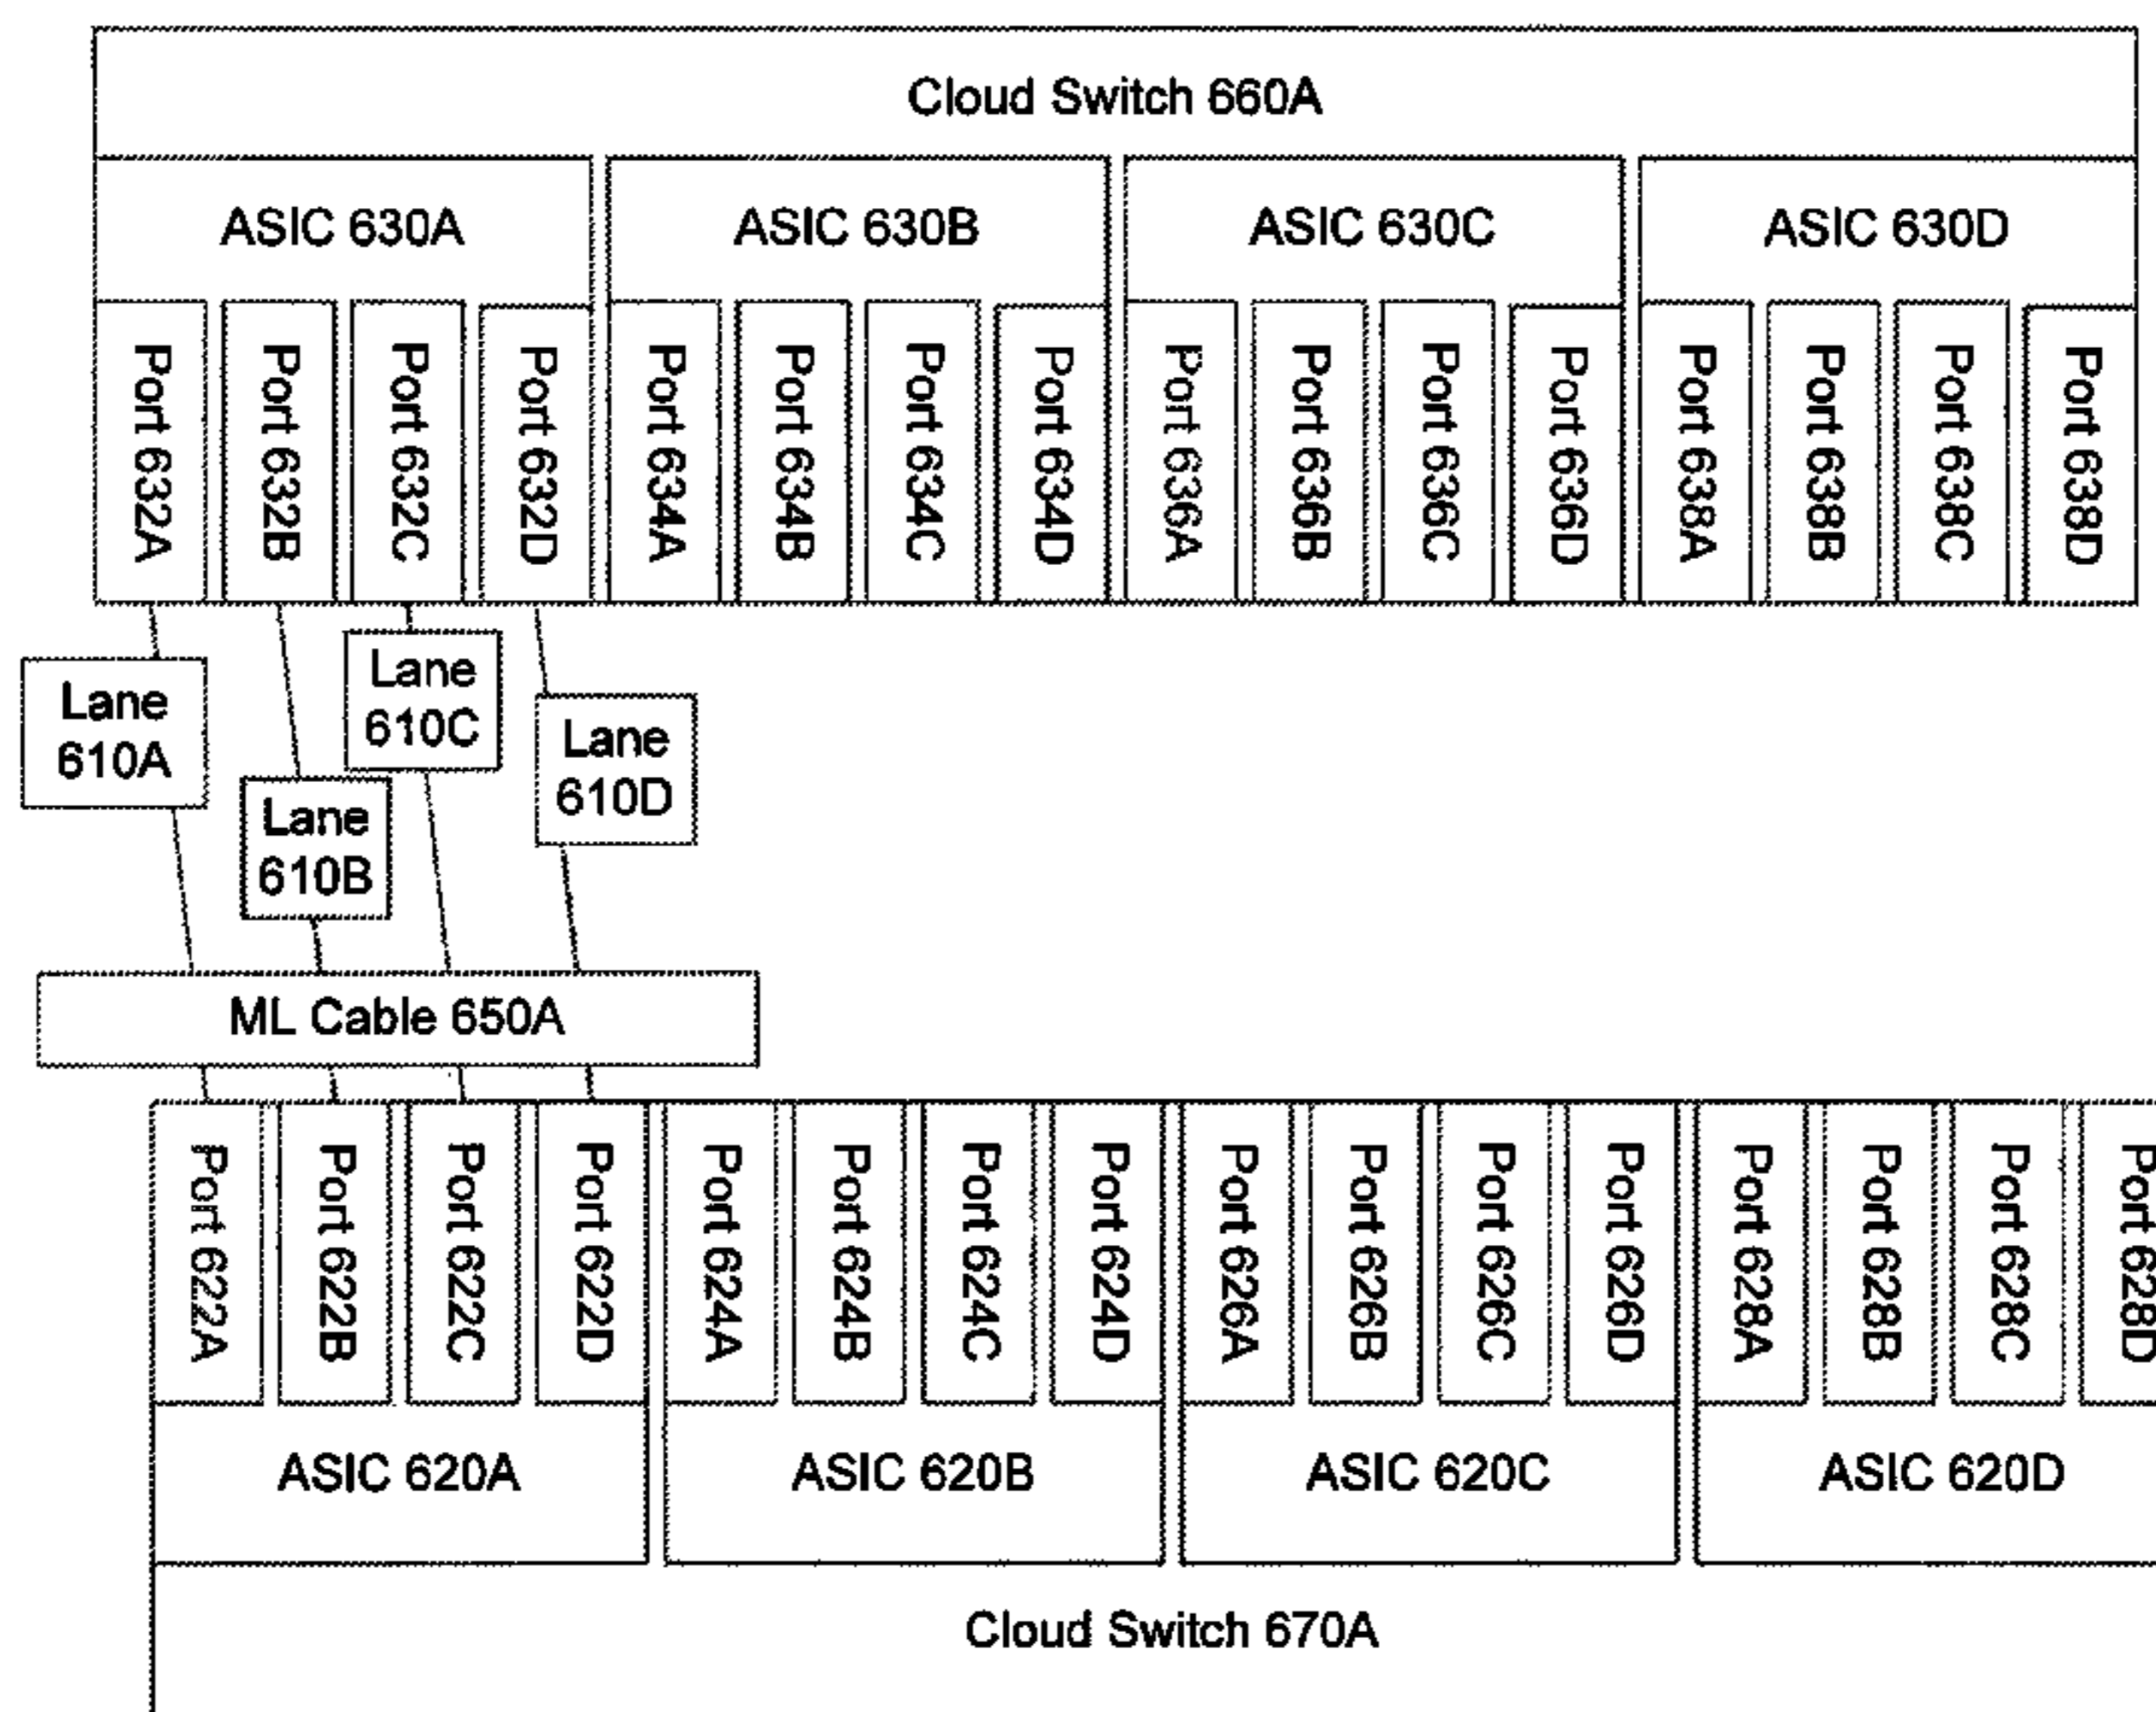 Cloud Switch 660A
ASIC 630A
ASIC 630B
ASIC 630C
ASIC 630D
Port 632A
Port 632B
Port 632C
Port 632D
Port 634A
Port 634B
Port 634C
Port 634D
Port 636A
Port 636B
Port 636C
Port 636D
Port 638A
Port 638B
Port 638C
Port 638D
Lane
610A
Lane
610B
Lane
610C
Lane
610D
ML Cable 650A
Port 622A
Port 622B
Port 622C
Port 622D
Port 624A
Port 624B
Port 624C
Port 624D
Port 626A
Port 626B
Port 626C
Port 626D
Port 628A
Port 628B
Port 628C
Port 628D
ASIC 620A
ASIC 620B
ASIC 620C
ASIC 620D
Cloud Switch 670A